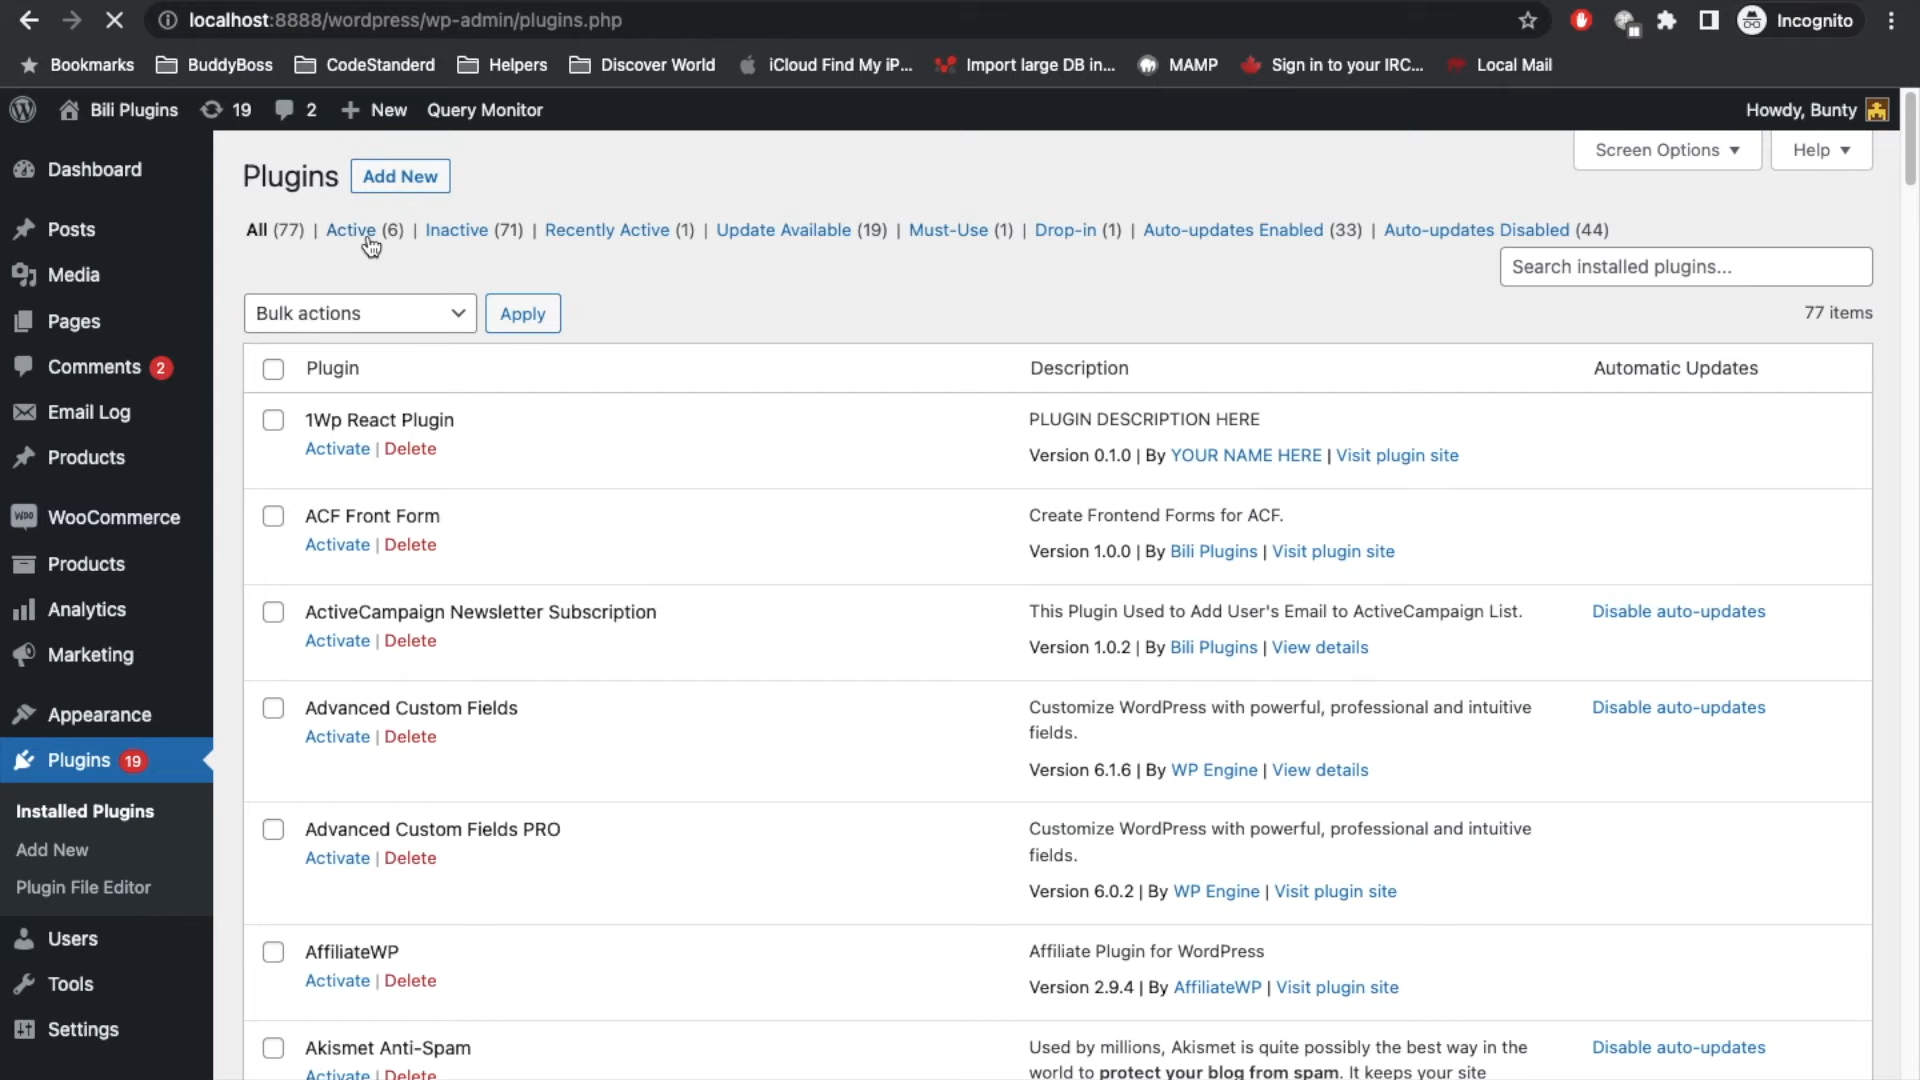 localhost:8888/wordpress/wp-admin/plugins.php
Incognito
Bookmarks
BuddyBoss
CodeStanderd
Helpers
Discover World
iCloud Find My iP...
Import large DB in...
MAMP
Sign in to your IRC...
Local Mail
Bili Plugins
19
2
New
Query Monitor
Howdy, Bunty
Dashboard
Posts
Media
Pages
Comments 2
Email Log
Products
WooCommerce
Products
Analytics
Marketing
Appearance
Plugins 19
Installed Plugins
Add New
Plugin File Editor
Users
Tools
Settings
Screen Options
Help
Plugins
Add New
All (77) | Active (6) | Inactive (71) | Recently Active (1) | Update Available (19) | Must-Use (1) | Drop-in (1) | Auto-updates Enabled (33) | Auto-updates Disabled (44)
Search installed plugins...
Bulk actions
Apply
77 items
Plugin
Description
Automatic Updates
1Wp React Plugin
Activate | Delete
PLUGIN DESCRIPTION HERE
Version 0.1.0 | By YOUR NAME HERE | Visit plugin site
ACF Front Form
Activate | Delete
Create Frontend Forms for ACF.
Version 1.0.0 | By Bili Plugins | Visit plugin site
ActiveCampaign Newsletter Subscription
Activate | Delete
This Plugin Used to Add User's Email to ActiveCampaign List.
Version 1.0.2 | By Bili Plugins | View details
Disable auto-updates
Advanced Custom Fields
Activate | Delete
Customize WordPress with powerful, professional and intuitive
fields.
Version 6.1.6 | By WP Engine | View details
Disable auto-updates
Advanced Custom Fields PRO
Activate | Delete
Customize WordPress with powerful, professional and intuitive
fields.
Version 6.0.2 | By WP Engine | Visit plugin site
AffiliateWP
Activate | Delete
Affiliate Plugin for WordPress
Version 2.9.4 | By AffiliateWP | Visit plugin site
Akismet Anti-Spam
Activate | Delete
Used by millions, Akismet is quite possibly the best way in the
world to protect your blog from spam. It keeps your site
Disable auto-updates